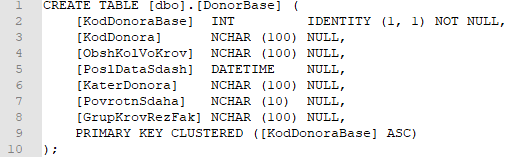 1 CREATE TABLE [dbo].[DonorBase] (
2 [KodDonoraBase] INT IDENTITY (1, 1) NOT NULL,
3 [KodDonora] NCHAR (100) NULL,
4 [ObshKolVoKrov] NCHAR (100) NULL,
5 [PoslDataSdash] DATETIME NULL,
6 [KaterDonora] NCHAR (100) NULL,
7 [PovrotnSdaha] NCHAR (10) NULL,
8 [GrupKrovRezFak] NCHAR (100) NULL,
9 PRIMARY KEY CLUSTERED ([KodDonoraBase] ASC)
10 );